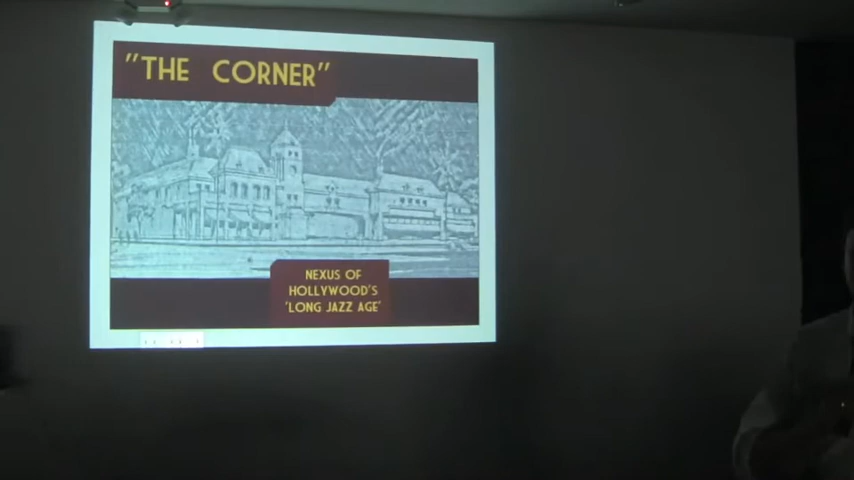 "THE CORNER"
NEXUS OF
HOLLYWOOD'S
'LONG JAZZ AGE'